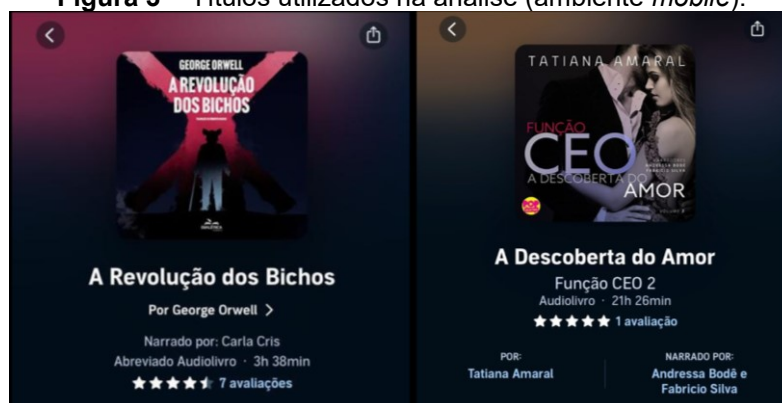 Figura 3 – Títulos utilizados na análise (ambiente mobile).
GEORGE ORWELL
A REVOLUÇÃO
DOS BICHOS
A Revolução dos Bichos
Por George Orwell >
Narrado por: Carla Cris
Abreviado Audiolivro · 3h 38min
7 avaliações
TATIANA AMARAL
FUNÇÃO
CEO
A DESCOBERTA DO
AMOR
A Descoberta do Amor
Função CEO 2
Audiolivro · 21h 26min
1 avaliação
POR:
Tatiana Amaral
NARRADO POR:
Andressa Bodê e
Fabricio Silva